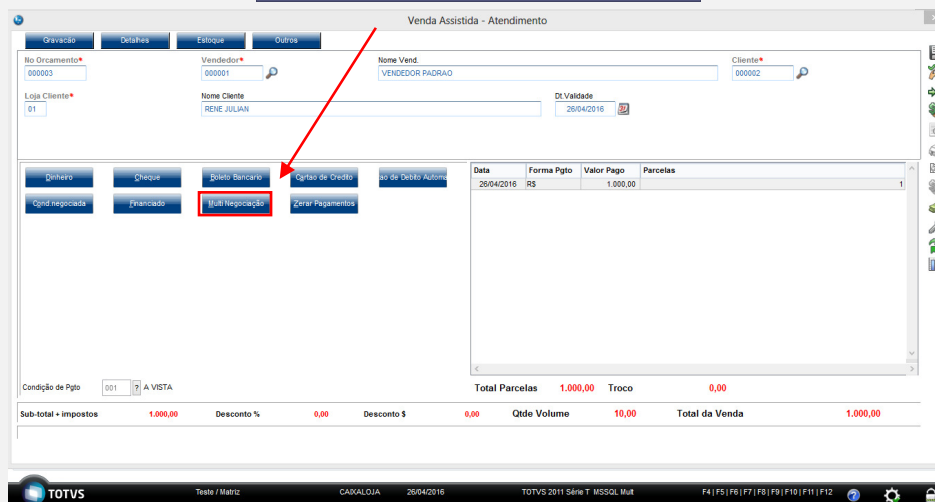 Venda Assistida - Atendimento
Gravacão Detalhes Estoque Outros
No Orcamento* Vendedor* Nome Vend. Cliente*
000003 000001 VENDEDOR PADRAO 000002
Loja Cliente* Nome Cliente Dt.Validade
01 RENE JULIAN 26/04/2016
Dinheiro Cheque Boleto Bancario Cartao de Credito ao de Debito Automa
Cond.negociada Financiado Multi Negociação Zerar Pagamentos
Data Forma Pgto Valor Pago Parcelas
26/04/2016 R$ 1.000,00 1
Condição de Pgto 001 ? A VISTA
Total Parcelas 1.000,00 Troco 0,00
Sub-total + impostos 1.000,00 Desconto % 0,00 Desconto $ 0,00 Qtde Volume 10,00 Total da Venda 1.000,00
TOTVS Teste / Matriz CAIXALOJA 26/04/2016 TOTVS 2011 Série T MSSQL Mult F4 | F5 | F6 | F7 | F8 | F9 | F10 | F11 | F12 ?